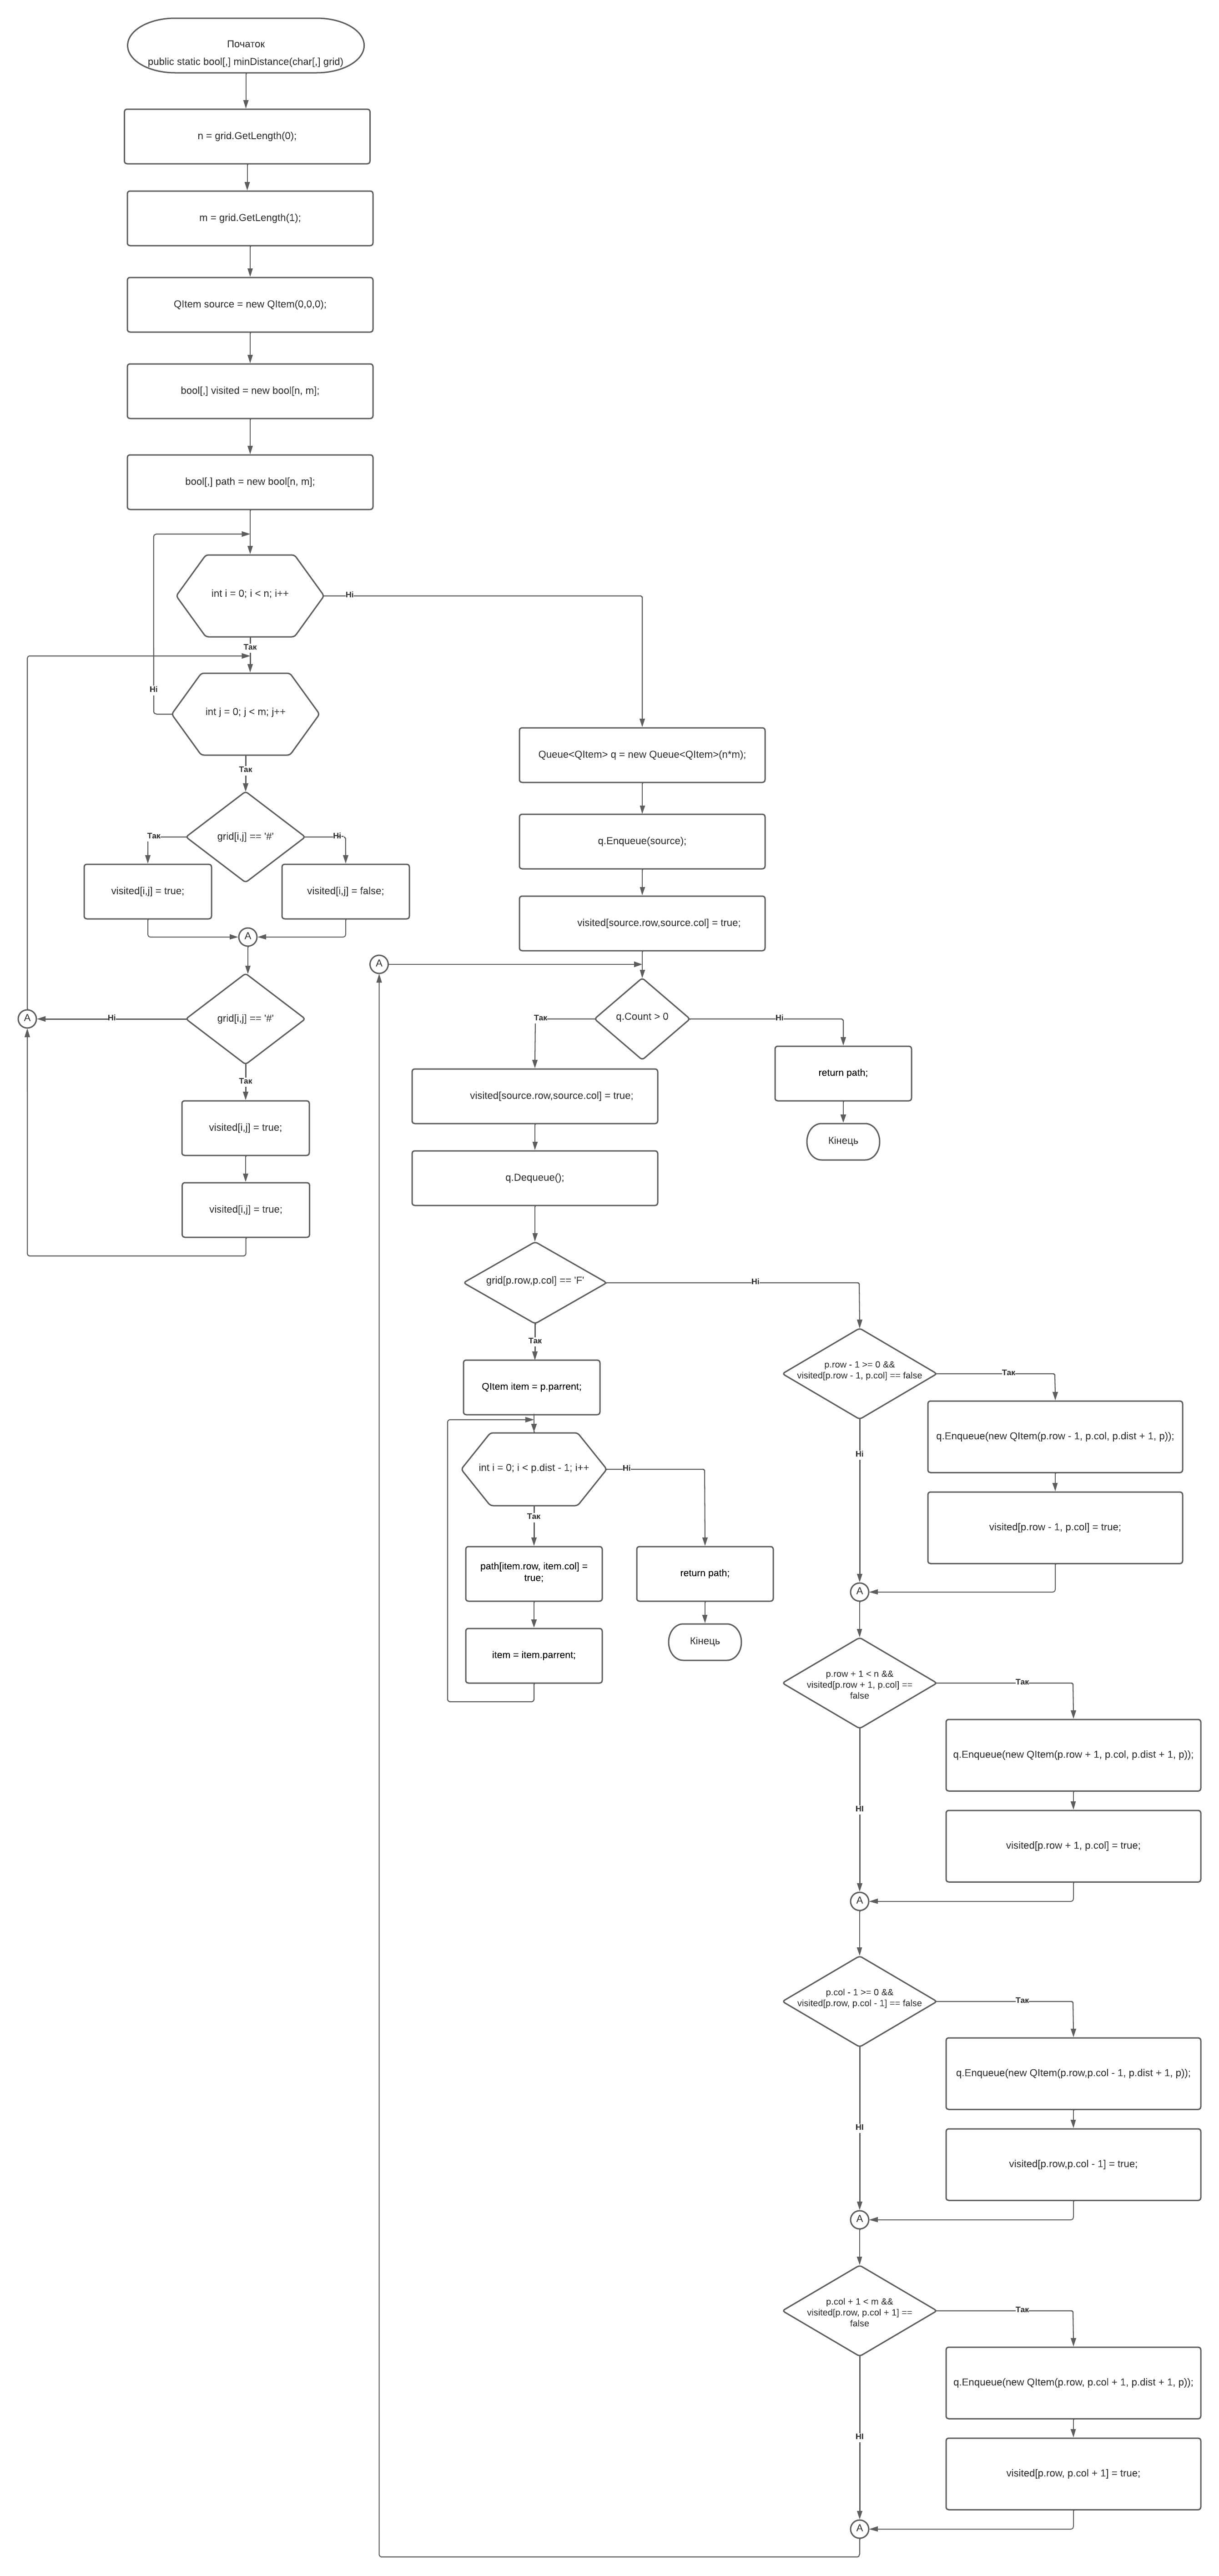 Початок
public static bool[,] minDistance(char[,] grid)
n = grid.GetLength(0);
m = grid.GetLength(1);
QItem source = new QItem(0,0,0);
bool[,] visited = new bool[n, m];
bool[,] path = new bool[n, m];
int i = 0; i < n; i++
Ні
Так
Ні
int j = 0; j < m; j++
Так
grid[i,j] == '#'
Так
Ні
visited[i,j] = true;
visited[i,j] = false;
A
grid[i,j] == '#'
Ні
A
Так
visited[i,j] = true;
visited[i,j] = true;
Queue<QItem> q = new Queue<QItem>(n*m);
q.Enqueue(source);
visited[source.row,source.col] = true;
A
q.Count > 0
Так
Ні
return path;
Кінець
visited[source.row,source.col] = true;
q.Dequeue();
grid[p.row,p.col] == 'F'
Ні
Так
QItem item = p.parrent;
int i = 0; i < p.dist - 1; i++
Ні
Так
path[item.row, item.col] =
true;
item = item.parrent;
return path;
Кінець
p.row - 1 >= 0 &&
visited[p.row - 1, p.col] == false
Так
Ні
q.Enqueue(new QItem(p.row - 1, p.col, p.dist + 1, p));
visited[p.row - 1, p.col] = true;
A
p.row + 1 < n &&
visited[p.row + 1, p.col] ==
false
Так
НІ
q.Enqueue(new QItem(p.row + 1, p.col, p.dist + 1, p));
visited[p.row + 1, p.col] = true;
A
p.col - 1 >= 0 &&
visited[p.row, p.col - 1] == false
Так
НІ
q.Enqueue(new QItem(p.row,p.col - 1, p.dist + 1, p));
visited[p.row,p.col - 1] = true;
A
p.col + 1 < m &&
visited[p.row, p.col + 1] ==
false
Так
НІ
q.Enqueue(new QItem(p.row, p.col + 1, p.dist + 1, p));
visited[p.row, p.col + 1] = true;
A